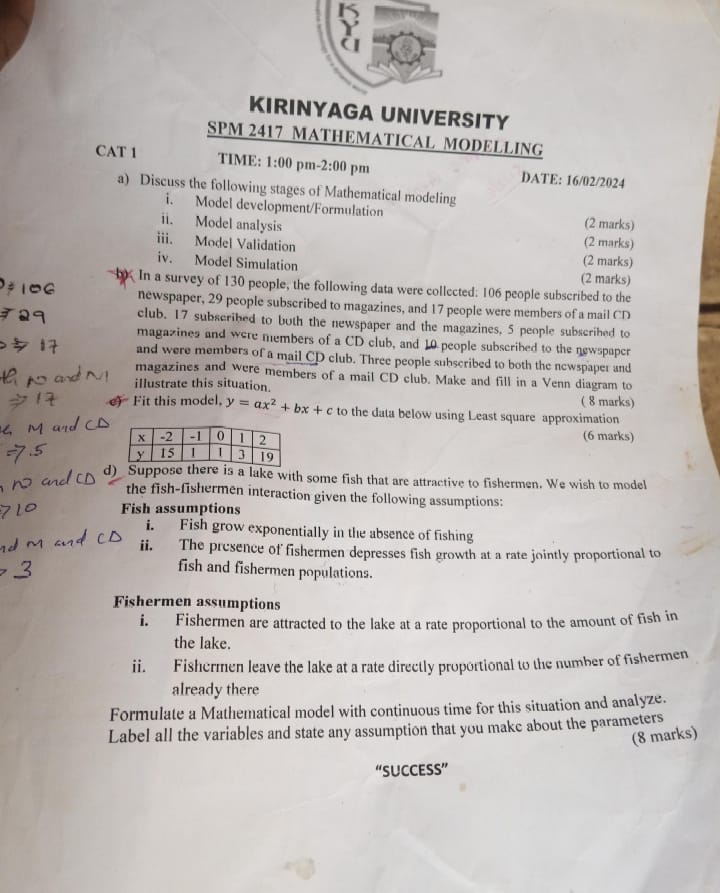 KYU
KIRINYAGA UNIVERSITY
SPM 2417 MATHEMATICAL MODELLING
CAT 1 TIME: 1:00 pm-2:00 pm DATE: 16/02/2024
a) Discuss the following stages of Mathematical modeling
i. Model development/Formulation (2 marks)
ii. Model analysis (2 marks)
iii. Model Validation (2 marks)
iv. Model Simulation (2 marks)
b) In a survey of 130 people, the following data were collected: 106 people subscribed to the
newspaper, 29 people subscribed to magazines, and 17 people were members of a mail CD
club. 17 subscribed to both the newspaper and the magazines, 5 people subscribed to
magazines and were members of a CD club, and 10 people subscribed to the newspaper
and were members of a mail CD club. Three people subscribed to both the newspaper and
magazines and were members of a mail CD club. Make and fill in a Venn diagram to
illustrate this situation. ( 8 marks)
c) Fit this model, y = ax² + bx + c to the data below using Least square approximation
(6 marks)
x -2 -1 0 1 2
y 15 1 1 3 19
d) Suppose there is a lake with some fish that are attractive to fishermen. We wish to model
the fish-fishermen interaction given the following assumptions:
Fish assumptions
i. Fish grow exponentially in the absence of fishing
ii. The presence of fishermen depresses fish growth at a rate jointly proportional to
fish and fishermen populations.
Fishermen assumptions
i. Fishermen are attracted to the lake at a rate proportional to the amount of fish in
the lake.
ii. Fishermen leave the lake at a rate directly proportional to the number of fishermen
already there
Formulate a Mathematical model with continuous time for this situation and analyze.
Label all the variables and state any assumption that you make about the parameters
(8 marks)
"SUCCESS"
106
29
17
and
⇒ 17
M and CD
and CD
10
M and CD
3